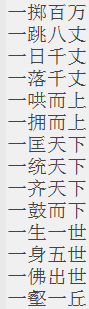 一掷百万
一跳八丈
一日千丈
一落千丈
一哄而上
一拥而上
一匡天下
一统天下
一齐天下
一鼓而下
一生一世
一身五世
一佛出世
一壑一丘